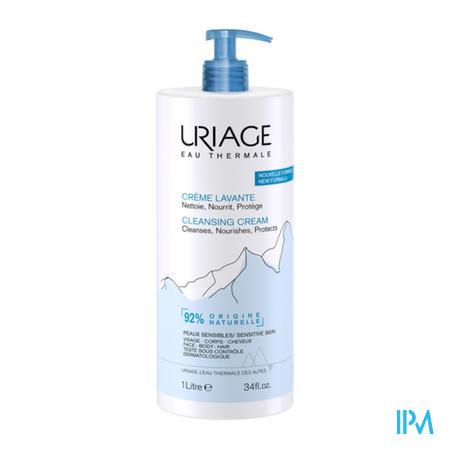 URIAGE
EAU THERMALE
NOUVELLE FORMULE
NEW FORMULA
CRÈME LAVANTE
Nettoie, Nourrit, Protège
CLEANSING CREAM
Cleanses, Nourishes, Protects
92% ORIGINE
NATURELLE
PEAUX SENSIBLES/ SENSITIVE SKIN
VISAGE - CORPS - CHEVEUX
FACE - BODY - HAIR
TESTÉ SOUS CONTRÔLE
DERMATOLOGIQUE
URIAGE, L'EAU THERMALE DES ALPES
1 Litre ℮ 34fl.oz.
IPM